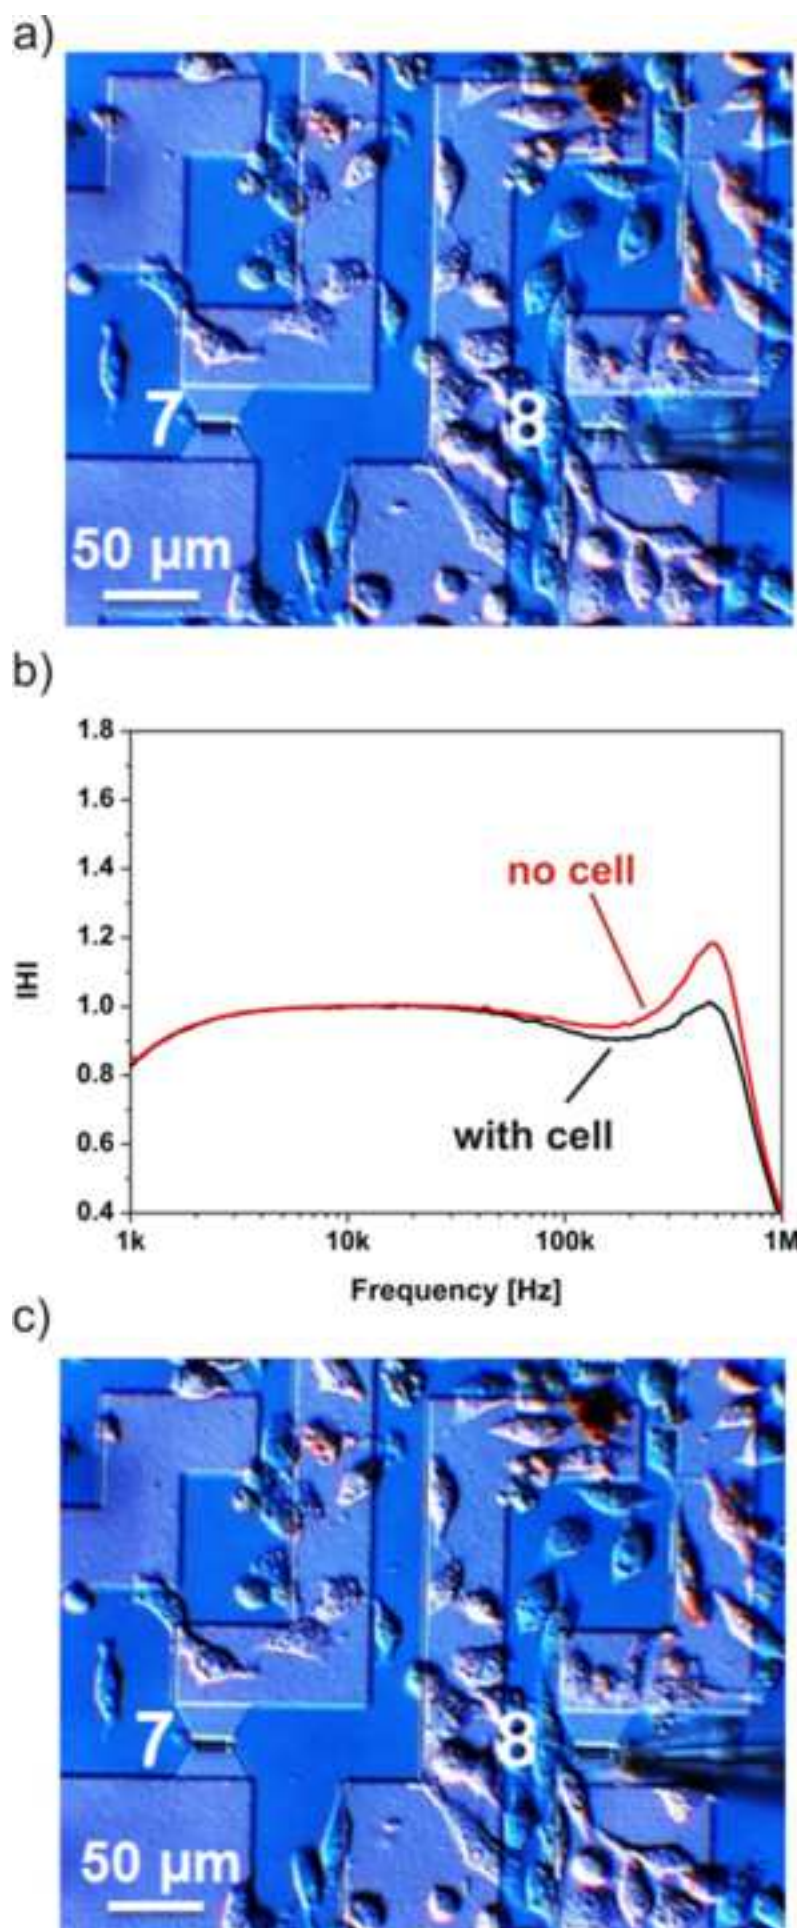 a)
7
8
50 µm
b)
1.8
1.6
1.4
1.2
1.0
0.8
0.6
0.4
|H|
no cell
with cell
1k
10k
100k
1M
Frequency [Hz]
c)
7
8
50 µm